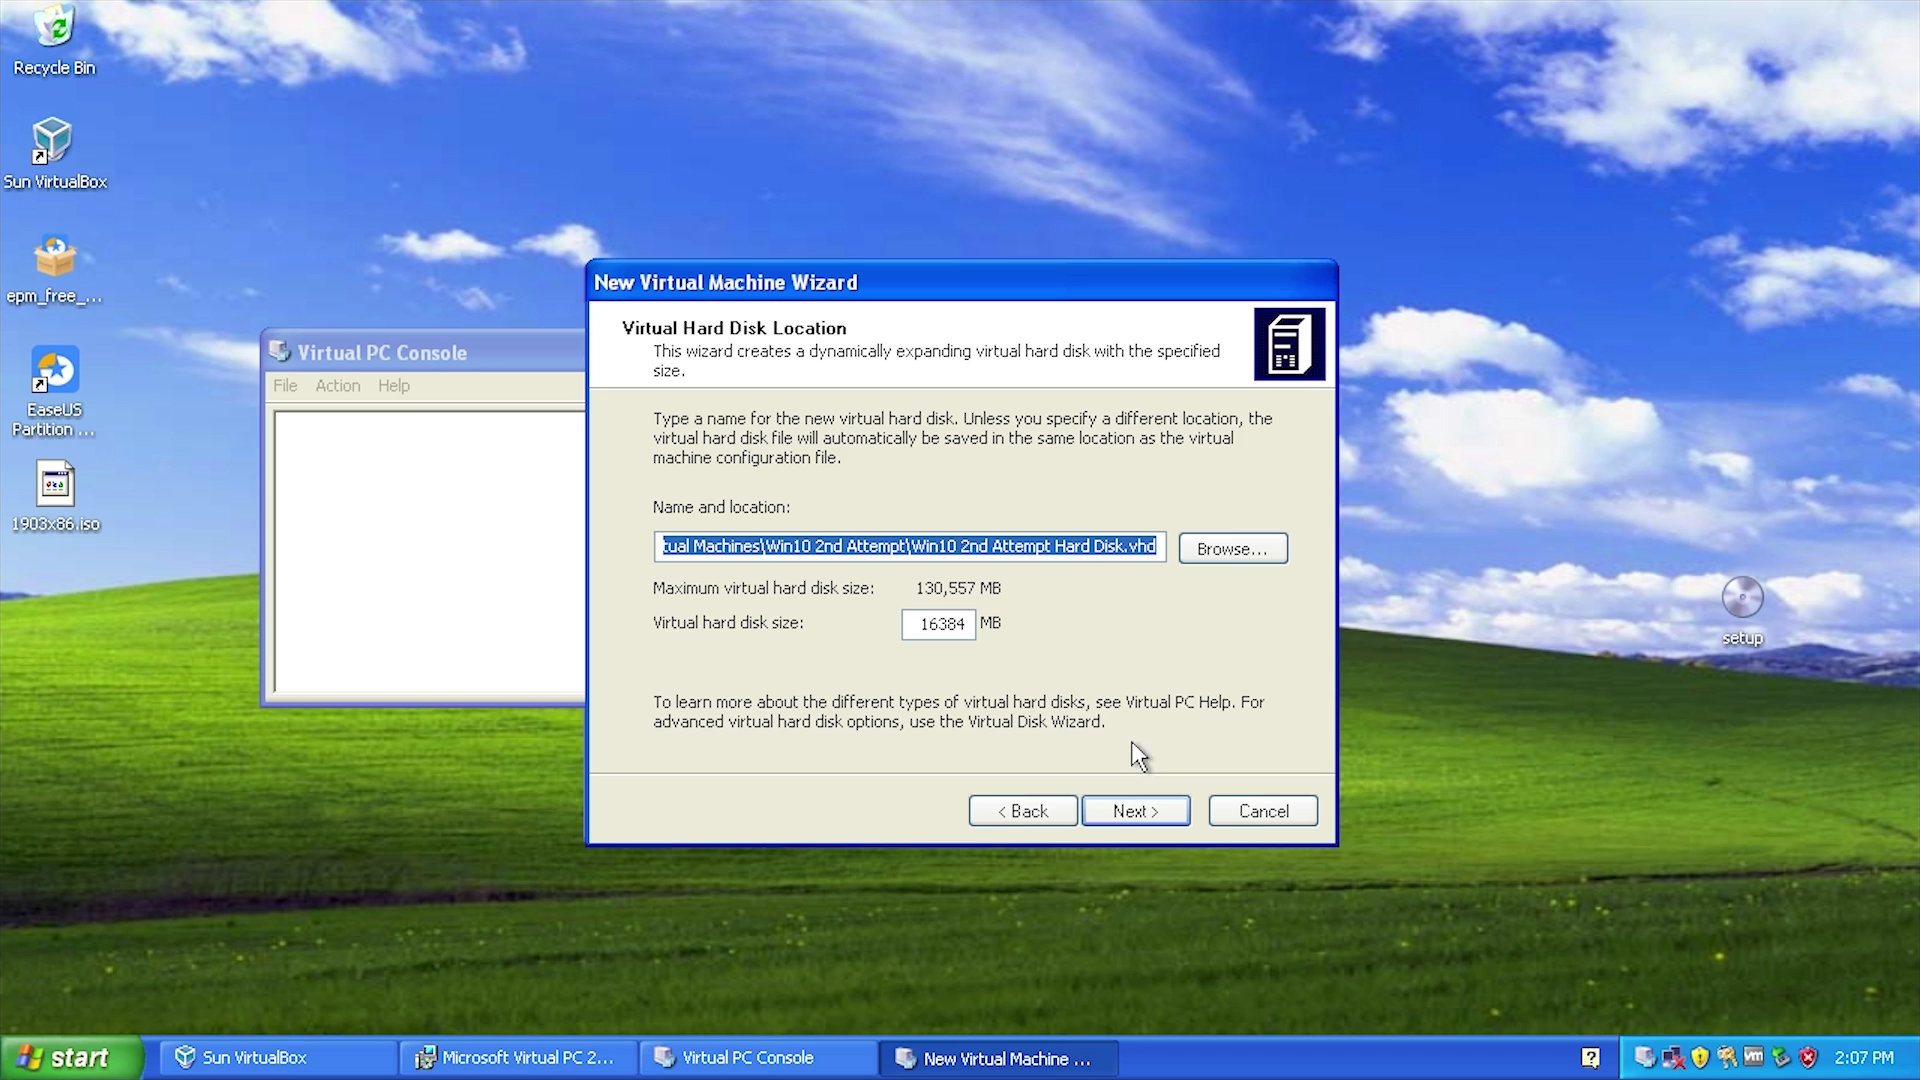 Recycle Bin
Sun VirtualBox
epm_free_...
EaseUS
Partition ...
1903x86.iso
Virtual PC Console
File Action Help
New Virtual Machine Wizard
Virtual Hard Disk Location
This wizard creates a dynamically expanding virtual hard disk with the specified
size.
Type a name for the new virtual hard disk. Unless you specify a different location, the
virtual hard disk file will automatically be saved in the same location as the virtual
machine configuration file.
Name and location:
tual Machines\Win10 2nd Attempt\Win10 2nd Attempt Hard Disk.vhd
Browse...
Maximum virtual hard disk size: 130,557 MB
Virtual hard disk size: 16384 MB
To learn more about the different types of virtual hard disks, see Virtual PC Help. For
advanced virtual hard disk options, use the Virtual Disk Wizard.
< Back Next > Cancel
setup
start Sun VirtualBox Microsoft Virtual PC 2... Virtual PC Console New Virtual Machine ... ? vm 2:07 PM